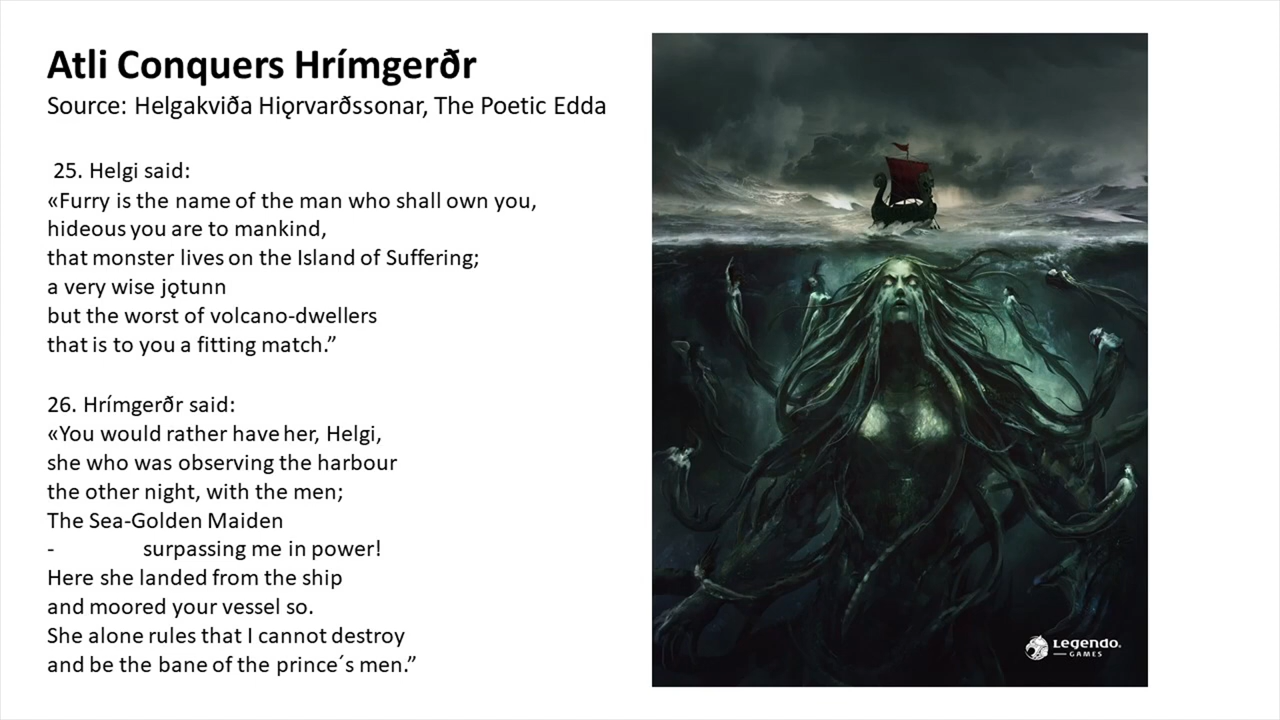 Atli Conquers Hrímgerðr
Source: Helgakviða Hiǫrvarðssonar, The Poetic Edda
25. Helgi said:
«Furry is the name of the man who shall own you,
hideous you are to mankind,
that monster lives on the Island of Suffering;
a very wise jǫtunn
but the worst of volcano-dwellers
that is to you a fitting match.”
26. Hrímgerðr said:
«You would rather have her, Helgi,
she who was observing the harbour
the other night, with the men;
The Sea-Golden Maiden
- surpassing me in power!
Here she landed from the ship
and moored your vessel so.
She alone rules that I cannot destroy
and be the bane of the prince´s men.”
LEGENDO®
GAMES